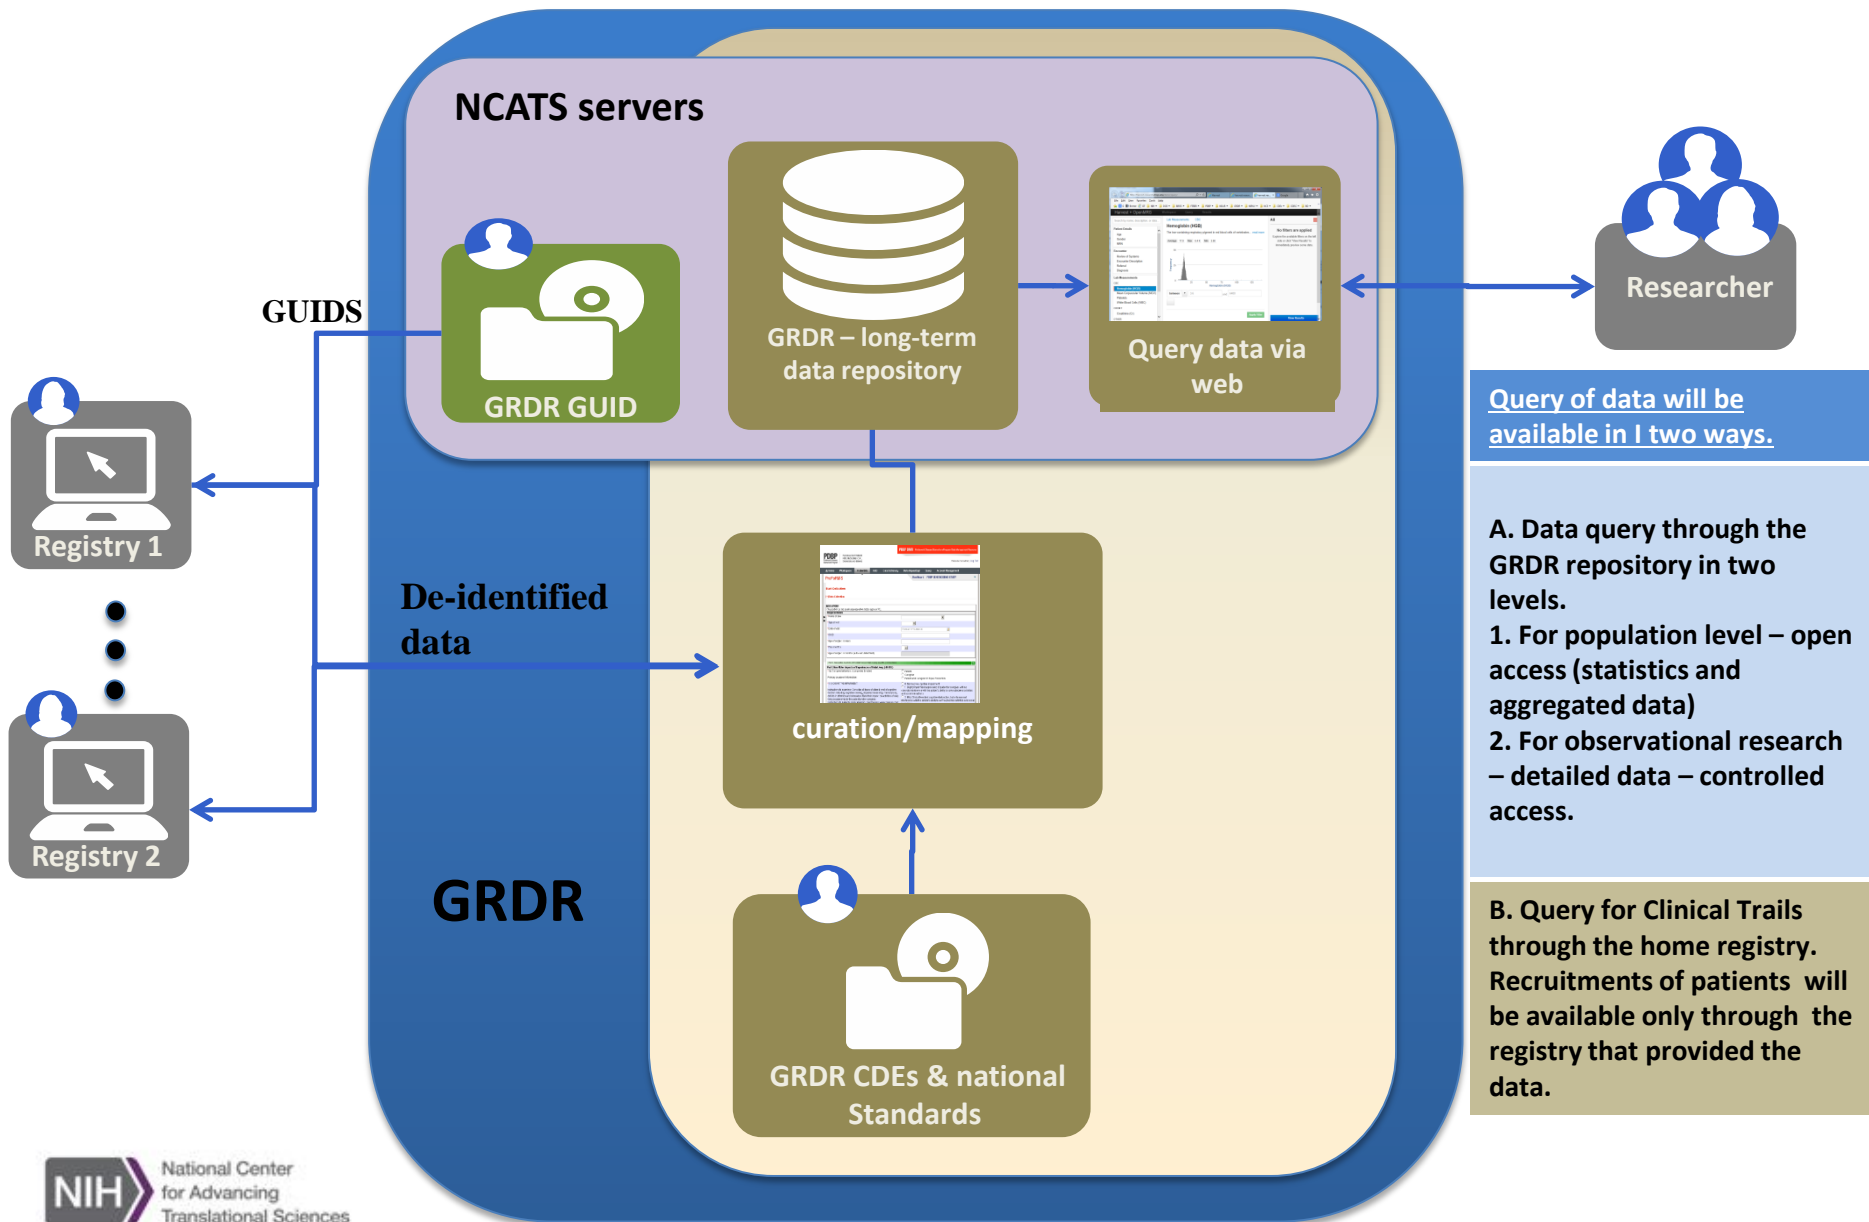 NCATS servers
GRDR – long-term
data repository
Hemoglobin (HGB)
Query data via
web
GRDR GUID
GUIDS
Researcher
Registry 1
De-identified
data
PDBP
curation/mapping
Registry 2
GRDR
GRDR CDEs & national
Standards
Query of data will be
available in I two ways.
A. Data query through the
GRDR repository in two
levels.
1. For population level – open
access (statistics and
aggregated data)
2. For observational research
– detailed data – controlled
access.
B. Query for Clinical Trails
through the home registry.
Recruitments of patients will
be available only through the
registry that provided the
data.
NIH
National Center
for Advancing
Translational Sciences